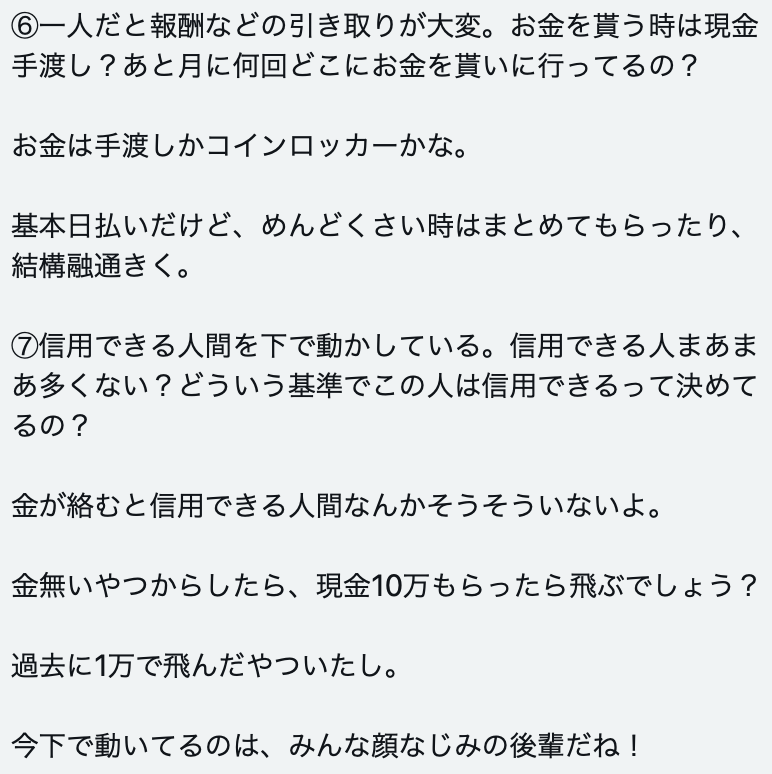 ⑥一人だと報酬などの引き取りが大変。お金を貰う時は現金
手渡し？あと月に何回どこにお金を貰いに行ってるの？
お金は手渡しかコインロッカーかな。
基本日払いだけど、めんどくさい時はまとめてもらったり、
結構融通きく。
⑦信用できる人間を下で動かしている。信用できる人まあま
あ多くない？どういう基準でこの人は信用できるって決めて
るの？
金が絡むと信用できる人間なんかそうそういないよ。
金無いやつからしたら、現金10万もらったら飛ぶでしょう？
過去に1万で飛んだやついたし。
今下で動いてるのは、みんな顔なじみの後輩だね！